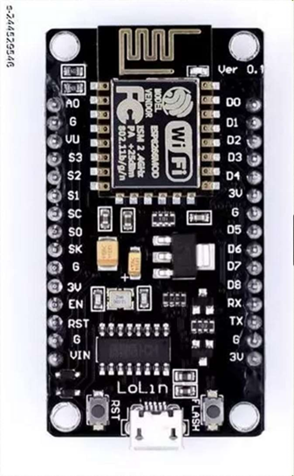 s-244529546
Ver 0.1
MODEL
VENDOR
ESP8266MOD
WiFi
FC
ISM 2.4GHz
PA +25dBm
802.11b/g/n
A0
G
VU
S3
S2
S1
SC
SO
SK
G
3V
EN
RST
G
VIN
D0
D1
D2
D3
D4
3V
G
D5
D6
D7
D8
RX
TX
G
3V
LoLin
RST
FLASH